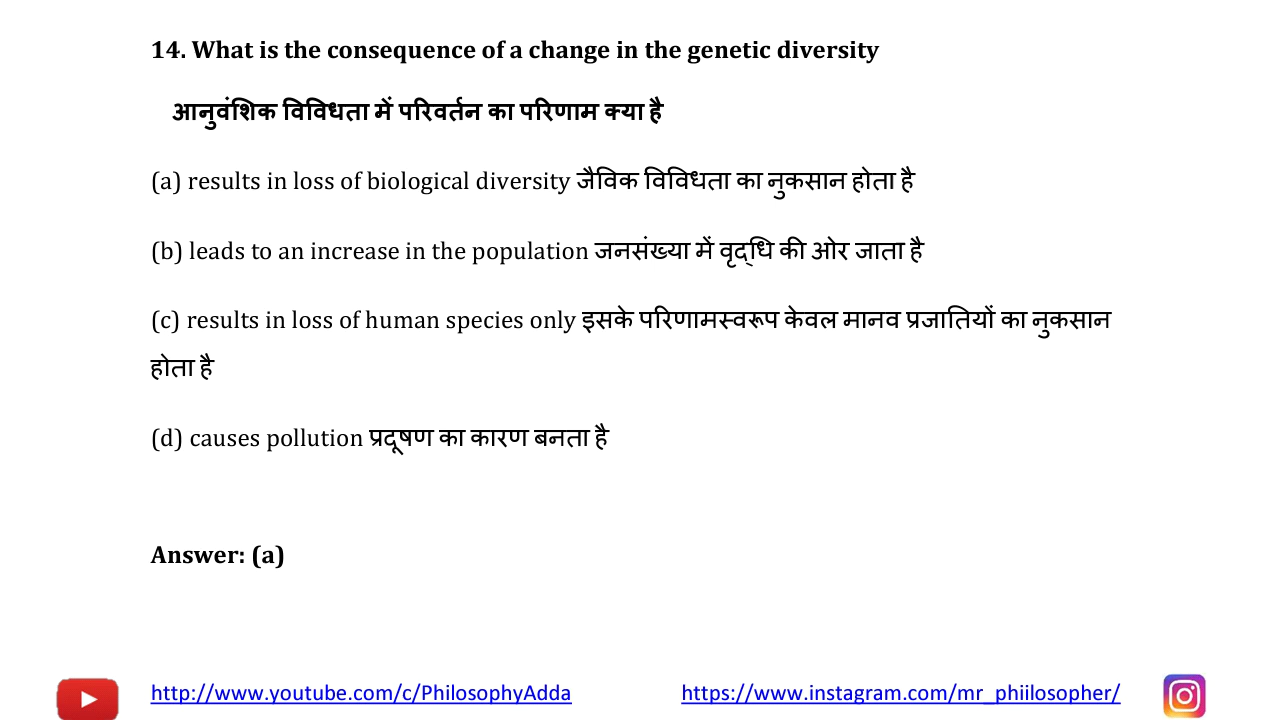 14. What is the consequence of a change in the genetic diversity
आनुवंशिक विविधता में परिवर्तन का परिणाम क्या है
(a) results in loss of biological diversity जैविक विविधता का नुकसान होता है
(b) leads to an increase in the population जनसंख्या में वृद्धि की ओर जाता है
(c) results in loss of human species only इसके परिणामस्वरूप केवल मानव प्रजातियों का नुकसान
होता है
(d) causes pollution प्रदूषण का कारण बनता है
Answer: (a)
http://www.youtube.com/c/PhilosophyAdda https://www.instagram.com/mr_phiilosopher/